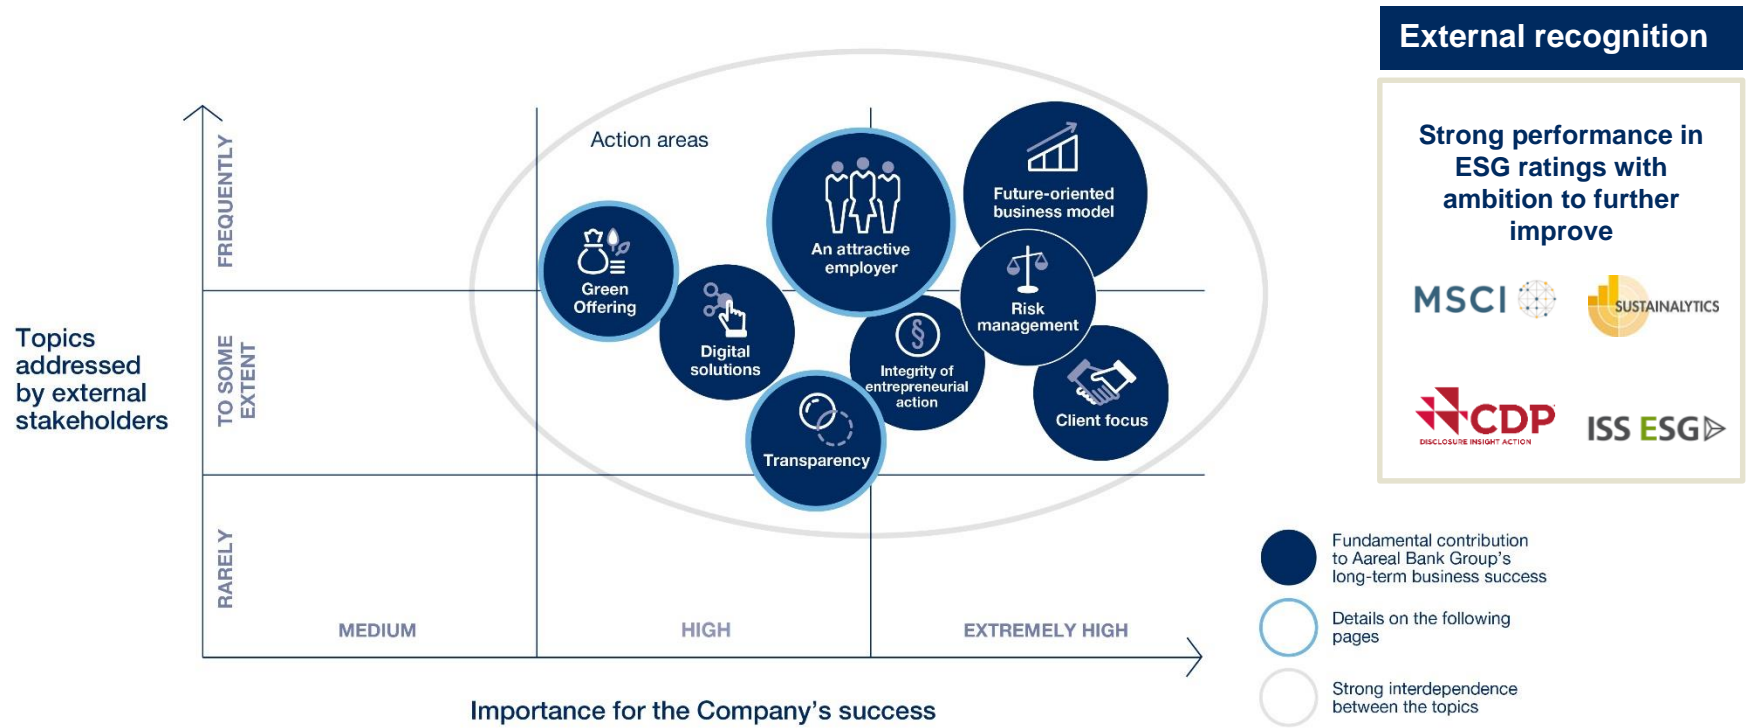 External recognition
Strong performance in
ESG ratings with
ambition to further
improve
MSCI
SUSTAINALYTICS
CDP
DISCLOSURE INSIGHT ACTION
ISS ESG
Topics
addressed
by external
stakeholders
FREQUENTLY
TO SOME
EXTENT
RARELY
Action areas
Future-oriented
business model
An attractive
employer
Green
Offering
Risk
management
Digital
solutions
§
Integrity of
entrepreneurial
action
Client focus
Transparency
MEDIUM
HIGH
EXTREMELY HIGH
Importance for the Company's success
Fundamental contribution
to Aareal Bank Group's
long-term business success
Details on the following
pages
Strong interdependence
between the topics